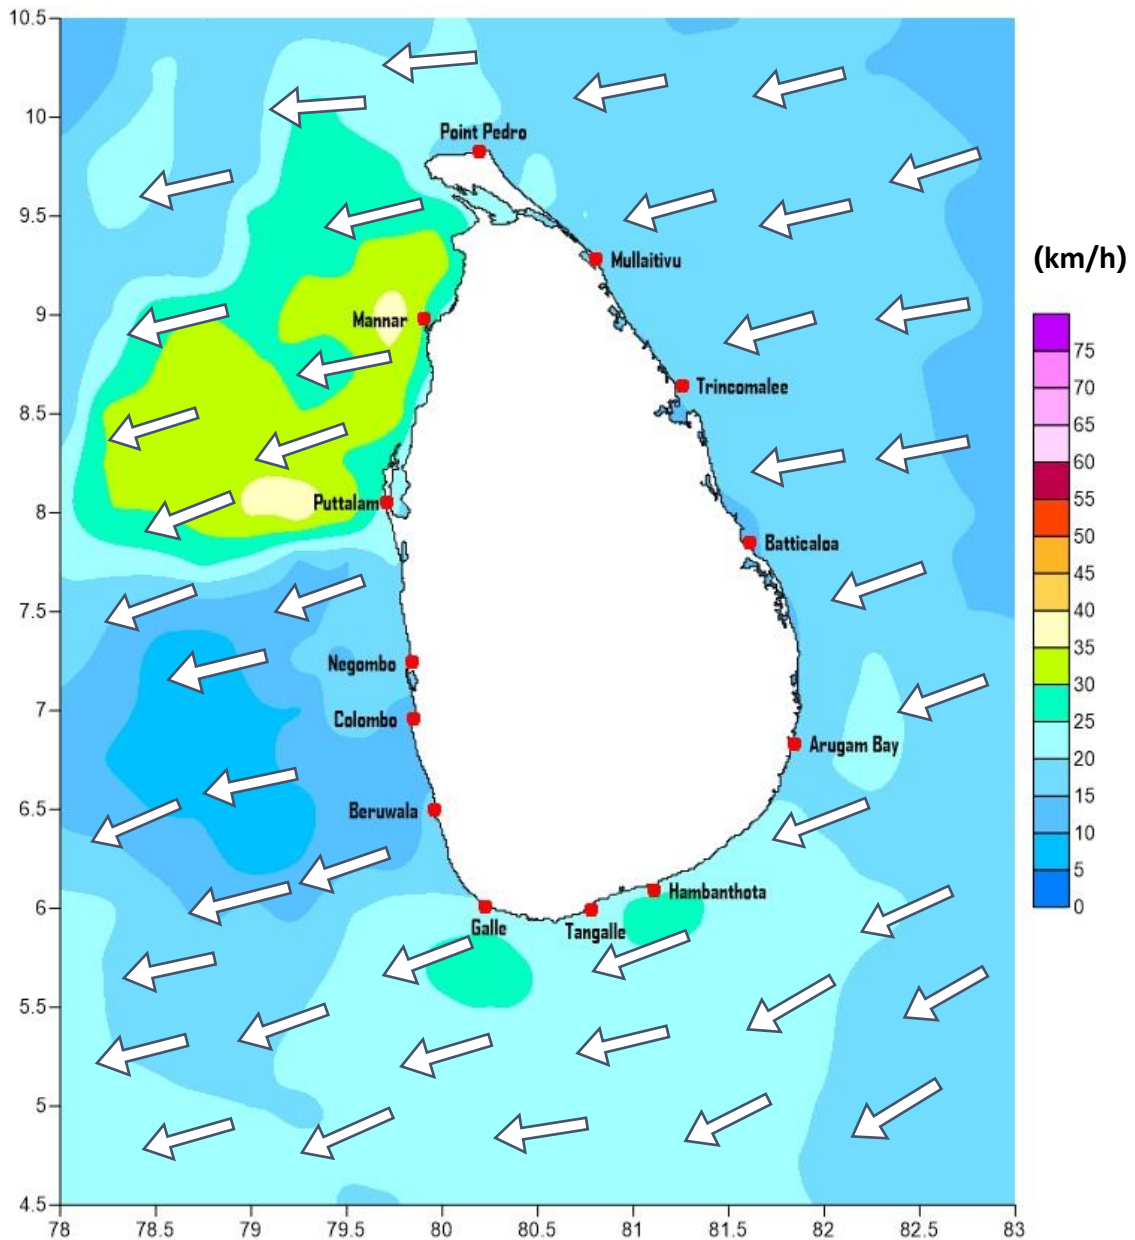 10.5
10
Point Pedro
9.5
Mullaitivu
(km/h)
9
Mannar
75
70
Trincomalee
65
8.5
60
55
Puttalam
8
50
Batticaloa
45
7.5
40
35
Negombo
30
7
Colombo
25
Arugam Bay
20
6.5
Beruwala
15
10
Hambanthota
5
6
0
Galle
Tangalle
5.5
5
4.5
78 78.5 79 79.5 80 80.5 81 81.5 82 82.5 83